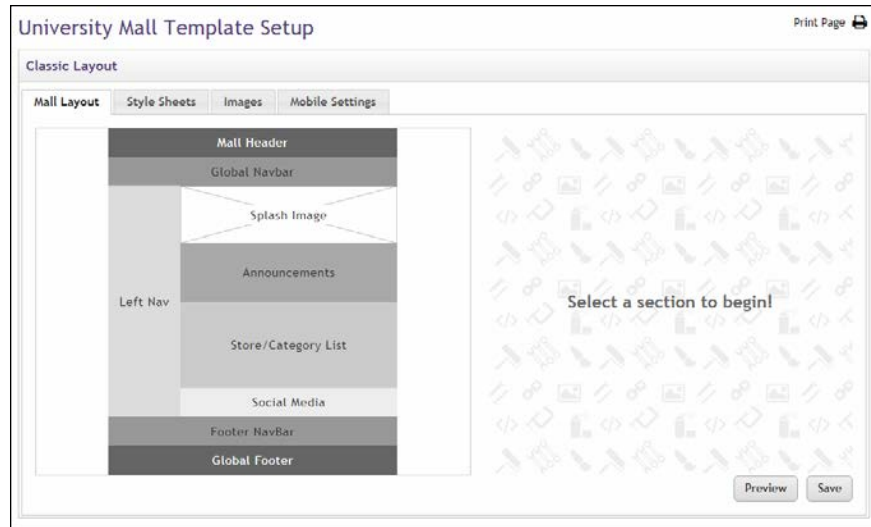 University Mall Template Setup
Print Page
Classic Layout
Mall Layout Style Sheets Images Mobile Settings
Mall Header
Global Navbar
Splash Image
Announcements
Left Nav
Select a section to begin!
Store/Category List
Social Media
Footer NavBar
Global Footer
Preview Save